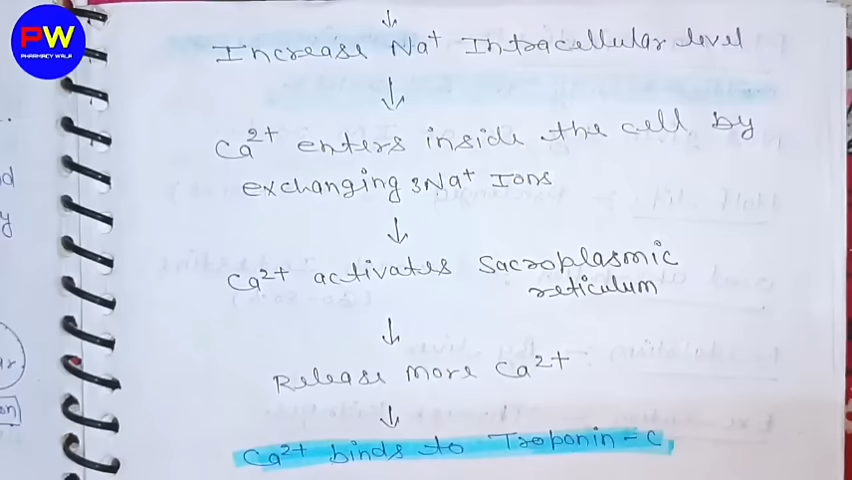 PW
PHARMACY WALA
↓
Increase Na⁺ Intracellular level
↓
Ca²⁺ enters inside the cell by
exchanging 3Na⁺ Ions
↓
Ca²⁺ activates Sacroplasmic
reticulum
↓
Release more Ca²⁺
↓
Ca²⁺ binds to Troponin-C,